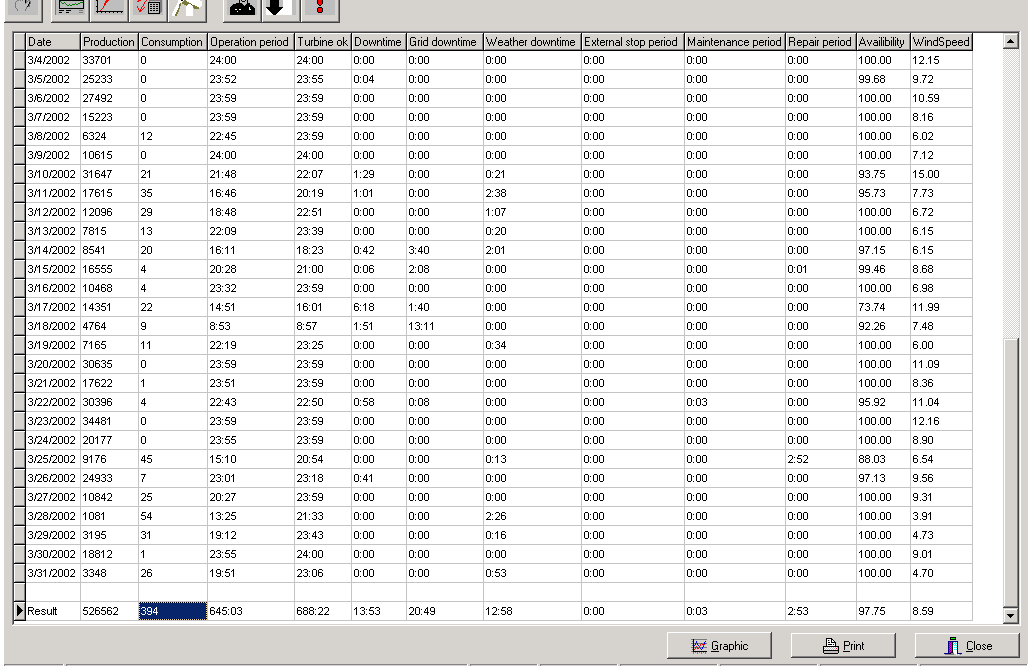 Date Production Consumption Operation period Turbine ok Downtime Grid downtime Weather downtime External stop period Maintenance period Repair period Availibility WindSpeed
3/4/2002 33701 0 24:00 24:00 0:00 0:00 0:00 0:00 0:00 0:00 100.00 12.15
3/5/2002 25233 0 23:52 23:55 0:04 0:00 0:00 0:00 0:00 0:00 99.68 9.72
3/6/2002 27492 0 23:59 23:59 0:00 0:00 0:00 0:00 0:00 0:00 100.00 10.59
3/7/2002 15223 0 23:59 23:59 0:00 0:00 0:00 0:00 0:00 0:00 100.00 8.16
3/8/2002 6324 12 22:45 23:59 0:00 0:00 0:00 0:00 0:00 0:00 100.00 6.02
3/9/2002 10615 0 24:00 24:00 0:00 0:00 0:00 0:00 0:00 0:00 100.00 7.12
3/10/2002 31647 21 21:48 22:07 1:29 0:00 0:21 0:00 0:00 0:00 93.75 15.00
3/11/2002 17615 35 16:46 20:19 1:01 0:00 2:38 0:00 0:00 0:00 95.73 7.73
3/12/2002 12096 29 18:48 22:51 0:00 0:00 1:07 0:00 0:00 0:00 100.00 6.72
3/13/2002 7815 13 22:09 23:39 0:00 0:00 0:20 0:00 0:00 0:00 100.00 6.15
3/14/2002 8541 20 16:11 18:23 0:42 3:40 2:01 0:00 0:00 0:00 97.15 6.15
3/15/2002 16555 4 20:28 21:00 0:06 2:08 0:00 0:00 0:00 0:01 99.46 8.68
3/16/2002 10468 4 23:32 23:59 0:00 0:00 0:00 0:00 0:00 0:00 100.00 6.98
3/17/2002 14351 22 14:51 16:01 6:18 1:40 0:00 0:00 0:00 0:00 73.74 11.99
3/18/2002 4764 9 8:53 8:57 1:51 13:11 0:00 0:00 0:00 0:00 92.26 7.48
3/19/2002 7165 11 22:19 23:25 0:00 0:00 0:34 0:00 0:00 0:00 100.00 6.00
3/20/2002 30635 0 23:59 23:59 0:00 0:00 0:00 0:00 0:00 0:00 100.00 11.09
3/21/2002 17622 1 23:51 23:59 0:00 0:00 0:00 0:00 0:00 0:00 100.00 8.36
3/22/2002 30396 4 22:43 22:50 0:58 0:08 0:00 0:00 0:03 0:00 95.92 11.04
3/23/2002 34481 0 23:59 23:59 0:00 0:00 0:00 0:00 0:00 0:00 100.00 12.16
3/24/2002 20177 0 23:55 23:59 0:00 0:00 0:00 0:00 0:00 0:00 100.00 8.90
3/25/2002 9176 45 15:10 20:54 0:00 0:00 0:13 0:00 0:00 2:52 88.03 6.54
3/26/2002 24933 7 23:01 23:18 0:41 0:00 0:00 0:00 0:00 0:00 97.13 9.56
3/27/2002 10842 25 20:27 23:59 0:00 0:00 0:00 0:00 0:00 0:00 100.00 9.31
3/28/2002 1081 54 13:25 21:33 0:00 0:00 2:26 0:00 0:00 0:00 100.00 3.91
3/29/2002 3195 31 19:12 23:43 0:00 0:00 0:16 0:00 0:00 0:00 100.00 4.73
3/30/2002 18812 1 23:55 24:00 0:00 0:00 0:00 0:00 0:00 0:00 100.00 9.01
3/31/2002 3348 26 19:51 23:06 0:00 0:00 0:53 0:00 0:00 0:00 100.00 4.70
Result 526562 394 645:03 688:22 13:53 20:49 12:58 0:00 0:03 2:53 97.75 8.59
Graphic Print Close